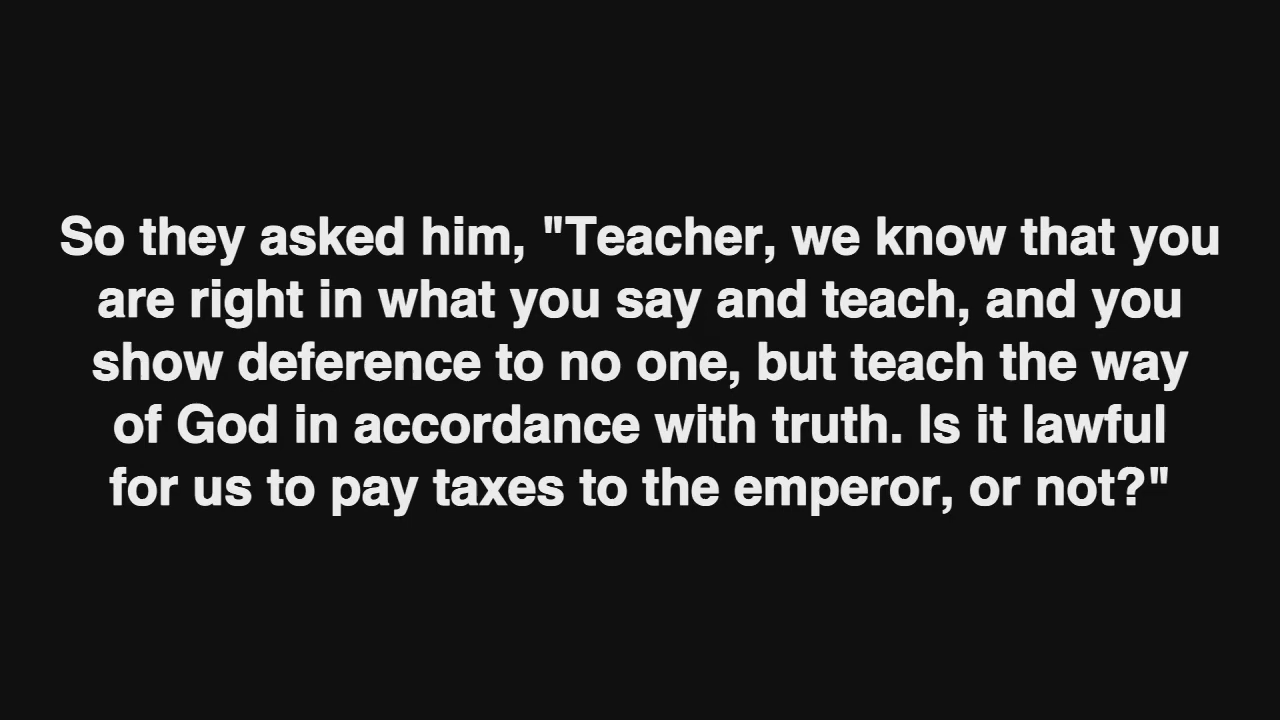 So they asked him, "Teacher, we know that you
are right in what you say and teach, and you
show deference to no one, but teach the way
of God in accordance with truth. Is it lawful
for us to pay taxes to the emperor, or not?"